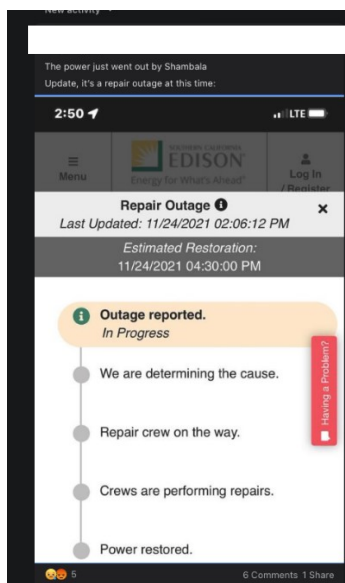 New activity
The power just went out by Shambala
Update, it's a repair outage at this time:
2:50
LTE
SOUTHERN CALIFORNIA
EDISON
Energy for What's Ahead
Menu
Log In
/ Register
Repair Outage
×
Last Updated: 11/24/2021 02:06:12 PM
Estimated Restoration:
11/24/2021 04:30:00 PM
Outage reported.
In Progress
We are determining the cause.
Having a Problem?
Repair crew on the way.
Crews are performing repairs.
Power restored.
5
6 Comments 1 Share